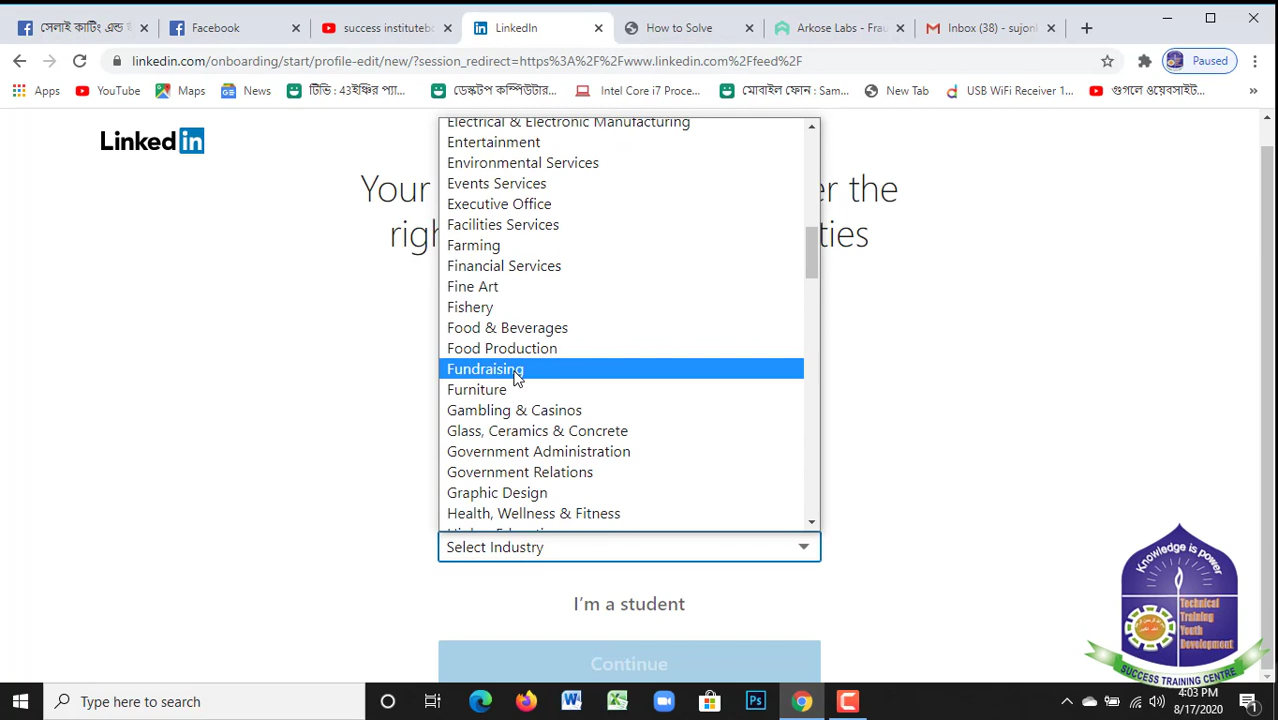 সেলাই কাটিং এন্ড
Facebook
success instituteb
LinkedIn
How to Solve
Arkose Labs - Frau
Inbox (38) - sujonl
linkedin.com/onboarding/start/profile-edit/new/?session_redirect=https%3A%2F%2Fwww.linkedin.com%2Ffeed%2F
Paused
Apps
YouTube
Maps
News
টিভি : 43ইঞ্চির প্যা...
ডেস্কটপ কম্পিউটার...
Intel Core i7 Proce...
মোবাইল ফোন : Sam...
New Tab
USB WiFi Receiver 1...
গুগলে ওয়েবসাইট...
»
Linked in
Your
er the
righ
ties
Electrical & Electronic Manufacturing
Entertainment
Environmental Services
Events Services
Executive Office
Facilities Services
Farming
Financial Services
Fine Art
Fishery
Food & Beverages
Food Production
Fundraising
Furniture
Gambling & Casinos
Glass, Ceramics & Concrete
Government Administration
Government Relations
Graphic Design
Health, Wellness & Fitness
Select Industry
I'm a student
Continue
Knowledge is power
Technical
Training
Youth
Development
SUCCESS TRAINING CENTRE
Type here to search
4:03 PM
8/17/2020